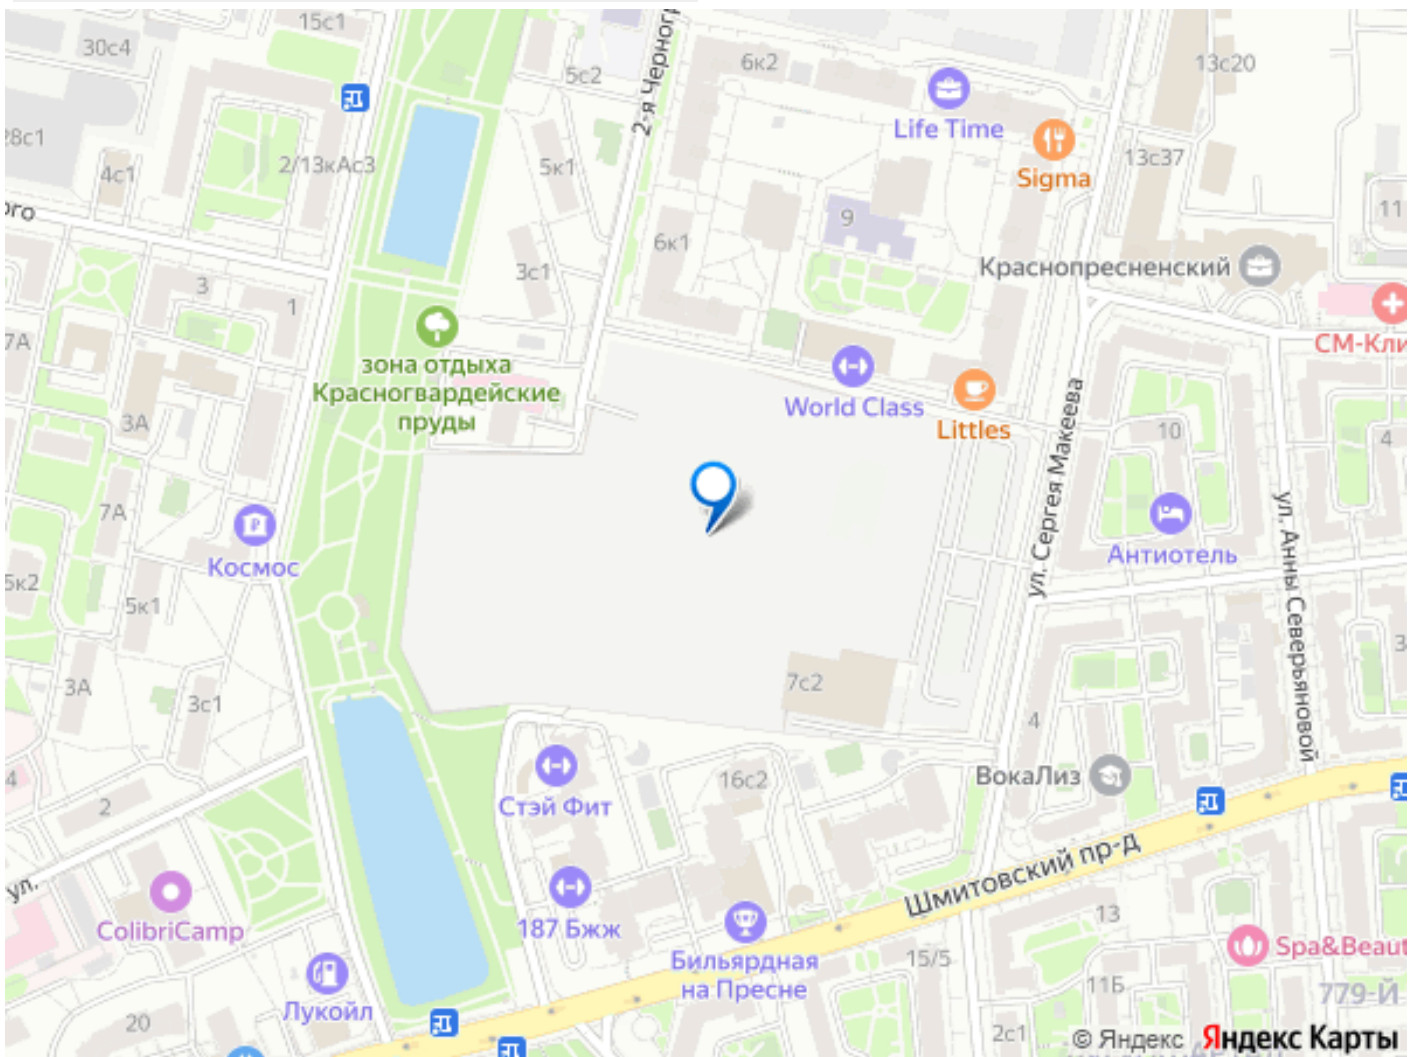 15с1
30с4
5с2
2-я Черногр
6к2
13с20
Life Time
Sigma
28с1
4с1
2/13кАс3
5к1
13с37
9
11
ого
6к1
3с1
3
1
Краснопресненский
СМ-Кли
7А
зона отдыха
Красногвардейские
пруды
World Class
Littles
3А
10
4
ул. Сергея Макеева
7А
Космос
Антиотель
ул. Анны Северьяновой
5к2
5к1
3А
3с1
7с2
3
4
4
2
Стэй Фит
16с2
ВокаЛиз
Шмитовский пр-д
ул.
ColibriCamp
187 Бжж
Бильярдная
на Пресне
13
15/5
Spa&Beaut
11Б
779-Й
Лукойл
20
2с1
© Яндекс Яндекс Карты